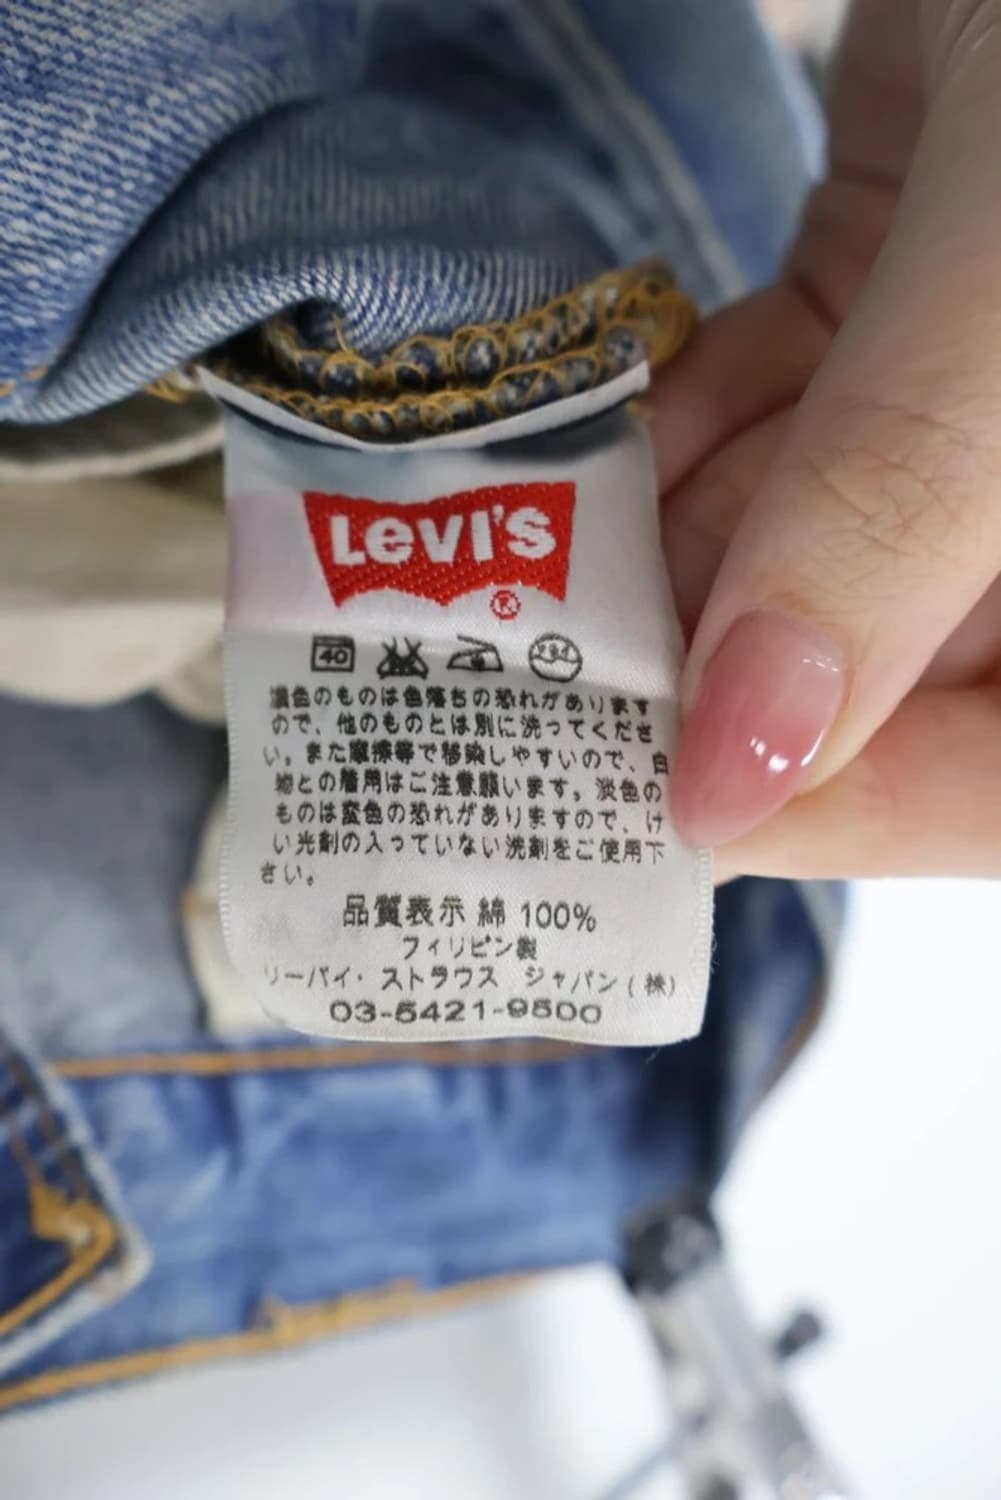 Levi's
®
40
濃色のものは色落ちの恐れがあります
ので、他のものとは別に洗ってくださ
い。また摩擦等で移染しやすいので、白
物との着用はご注意願います。淡色の
ものは変色の恐れがありますので、け
い光剤の入っていない洗剤をご使用下
さい。
品質表示 綿 100%
フィリピン製
リーバイ・ストラウス ジャパン(株)
03-5421-9500